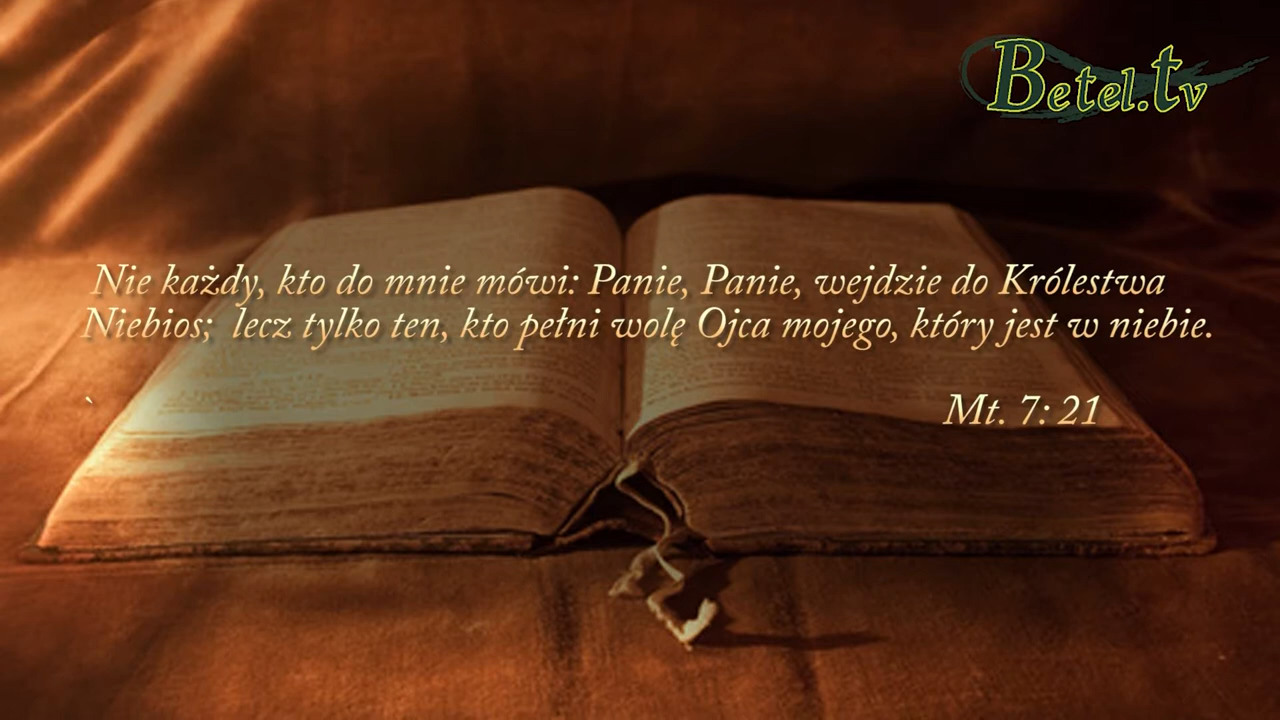 Betel.tv
Nie każdy, kto do mnie mówi: Panie, Panie, wejdzie do Królestwa
Niebios;  lecz tylko ten, kto pełni wolę Ojca mojego, który jest w niebie.
` Mt. 7: 21